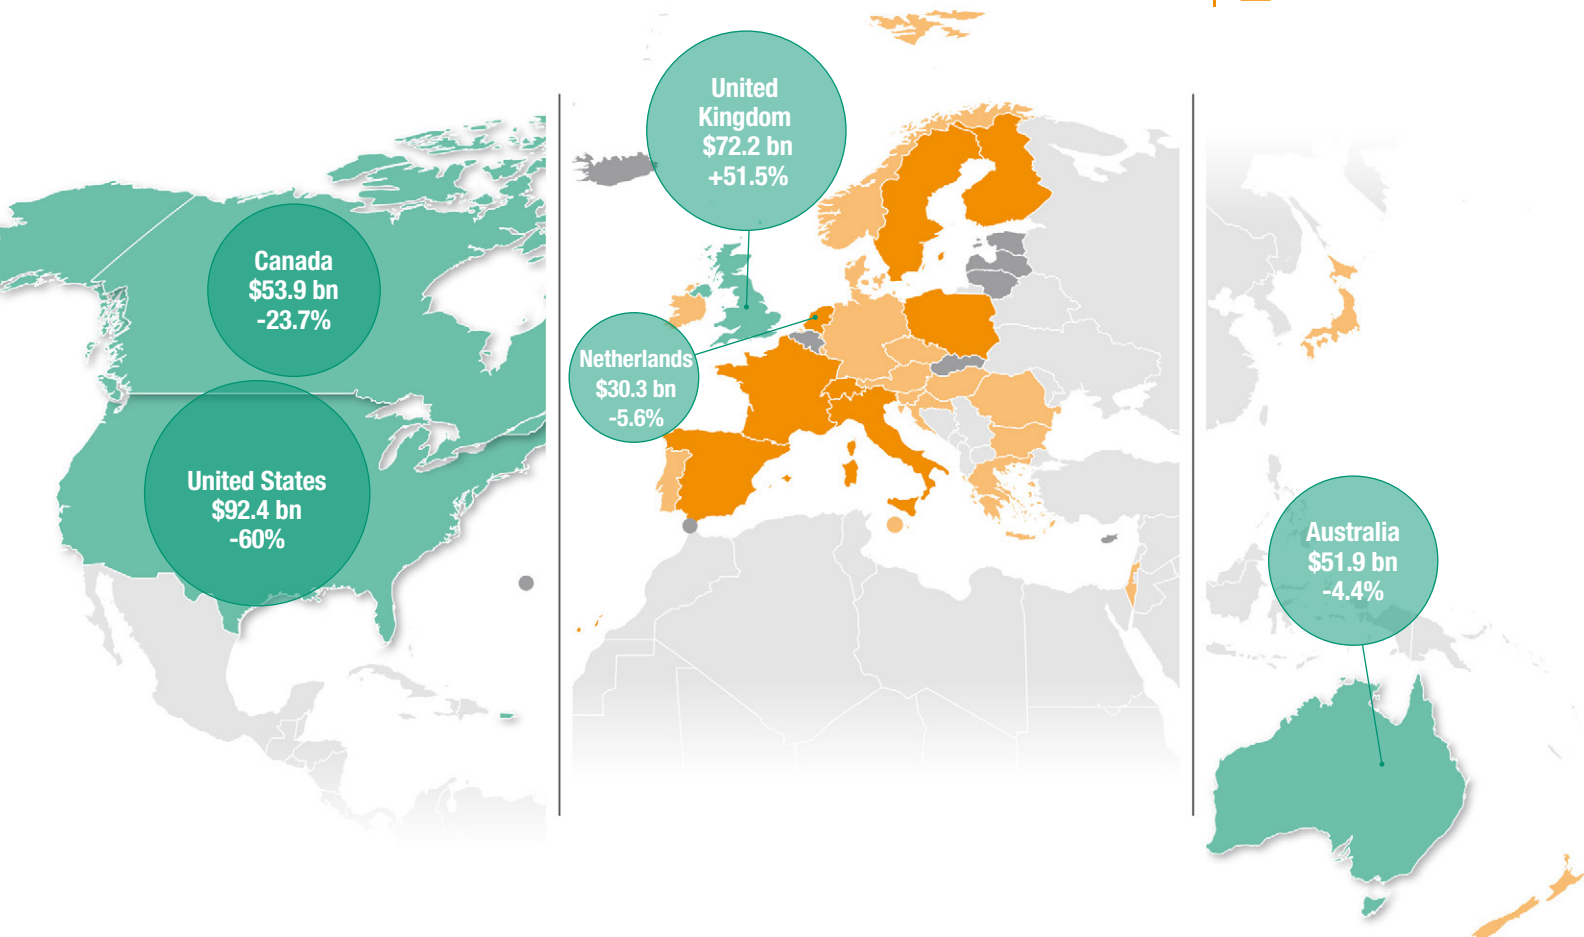 United
Kingdom
$72.2 bn
+51.5%
Canada
$53.9 bn
-23.7%
Netherlands
$30.3 bn
-5.6%
United States
$92.4 bn
-60%
Australia
$51.9 bn
-4.4%